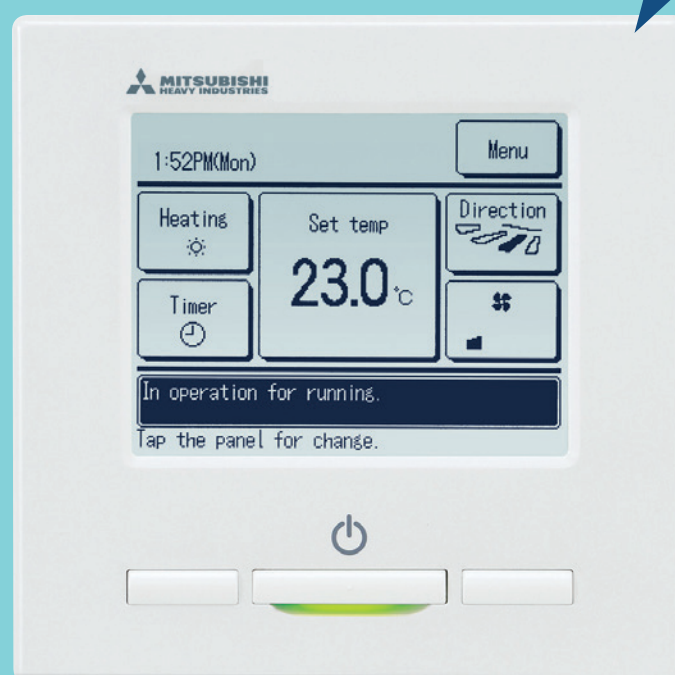 MITSUBISHI
HEAVY INDUSTRIES
1:52PM(Mon)
Menu
Heating
Set temp
Direction
23.0 °C
Timer
In operation for running.
Tap the panel for change.